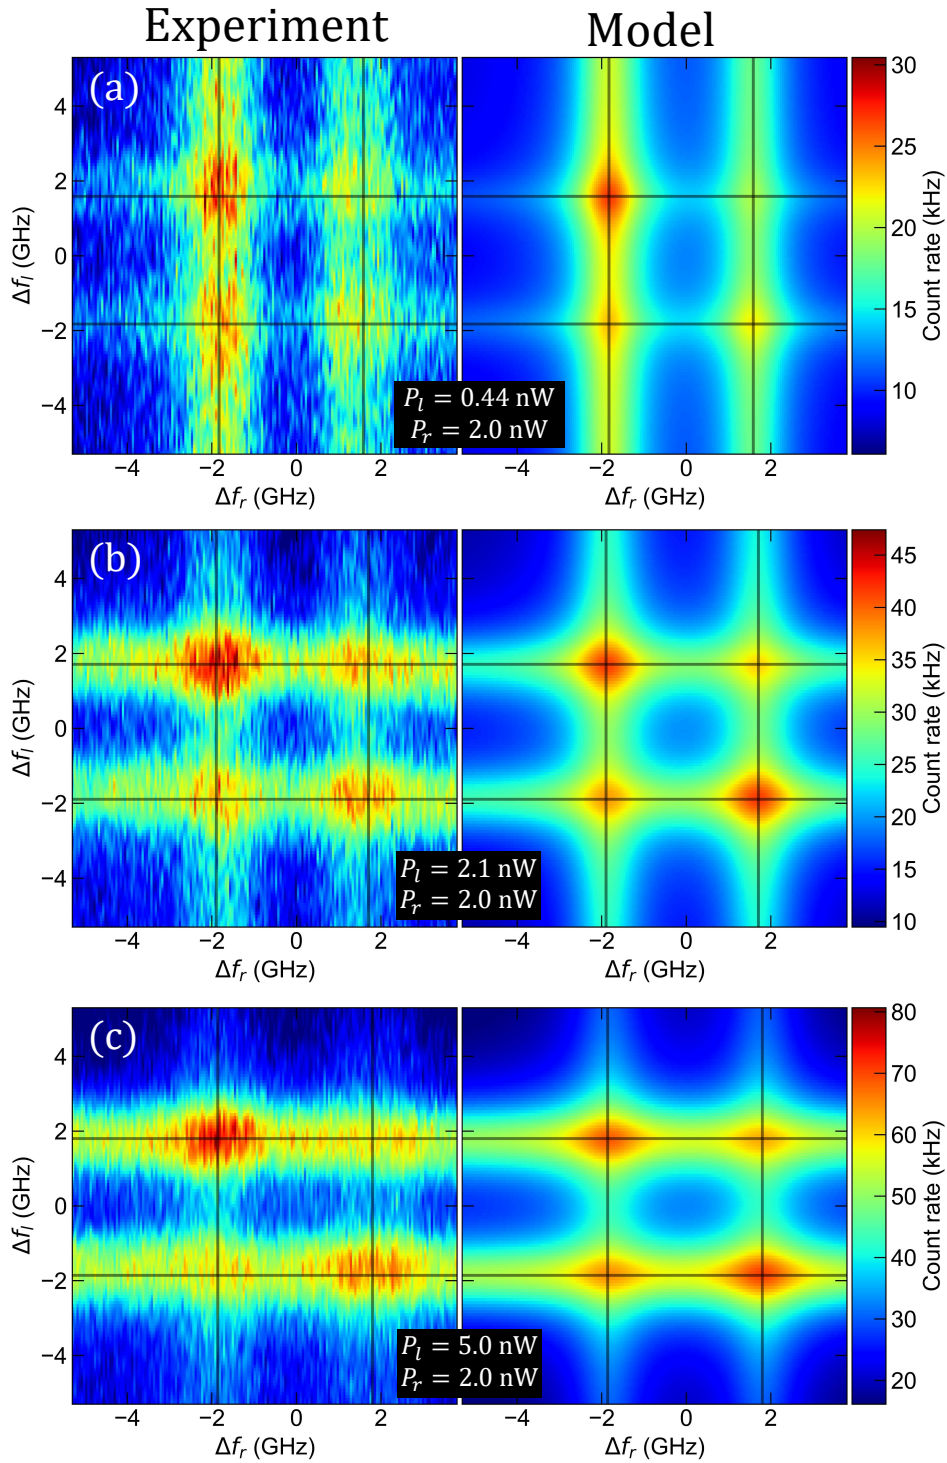 Experiment Model
(a)
4
2
0
−2
−4
Δf_l (GHz)
−4 −2 0 2
Δf_r (GHz)
−4 −2 0 2
Δf_r (GHz)
P_l = 0.44 nW
P_r = 2.0 nW
30
25
20
15
10
Count rate (kHz)
(b)
4
2
0
−2
−4
Δf_l (GHz)
−4 −2 0 2
Δf_r (GHz)
−4 −2 0 2
Δf_r (GHz)
P_l = 2.1 nW
P_r = 2.0 nW
45
40
35
30
25
20
15
10
Count rate (kHz)
(c)
4
2
0
−2
−4
Δf_l (GHz)
−4 −2 0 2
Δf_r (GHz)
−4 −2 0 2
Δf_r (GHz)
P_l = 5.0 nW
P_r = 2.0 nW
80
70
60
50
40
30
20
Count rate (kHz)